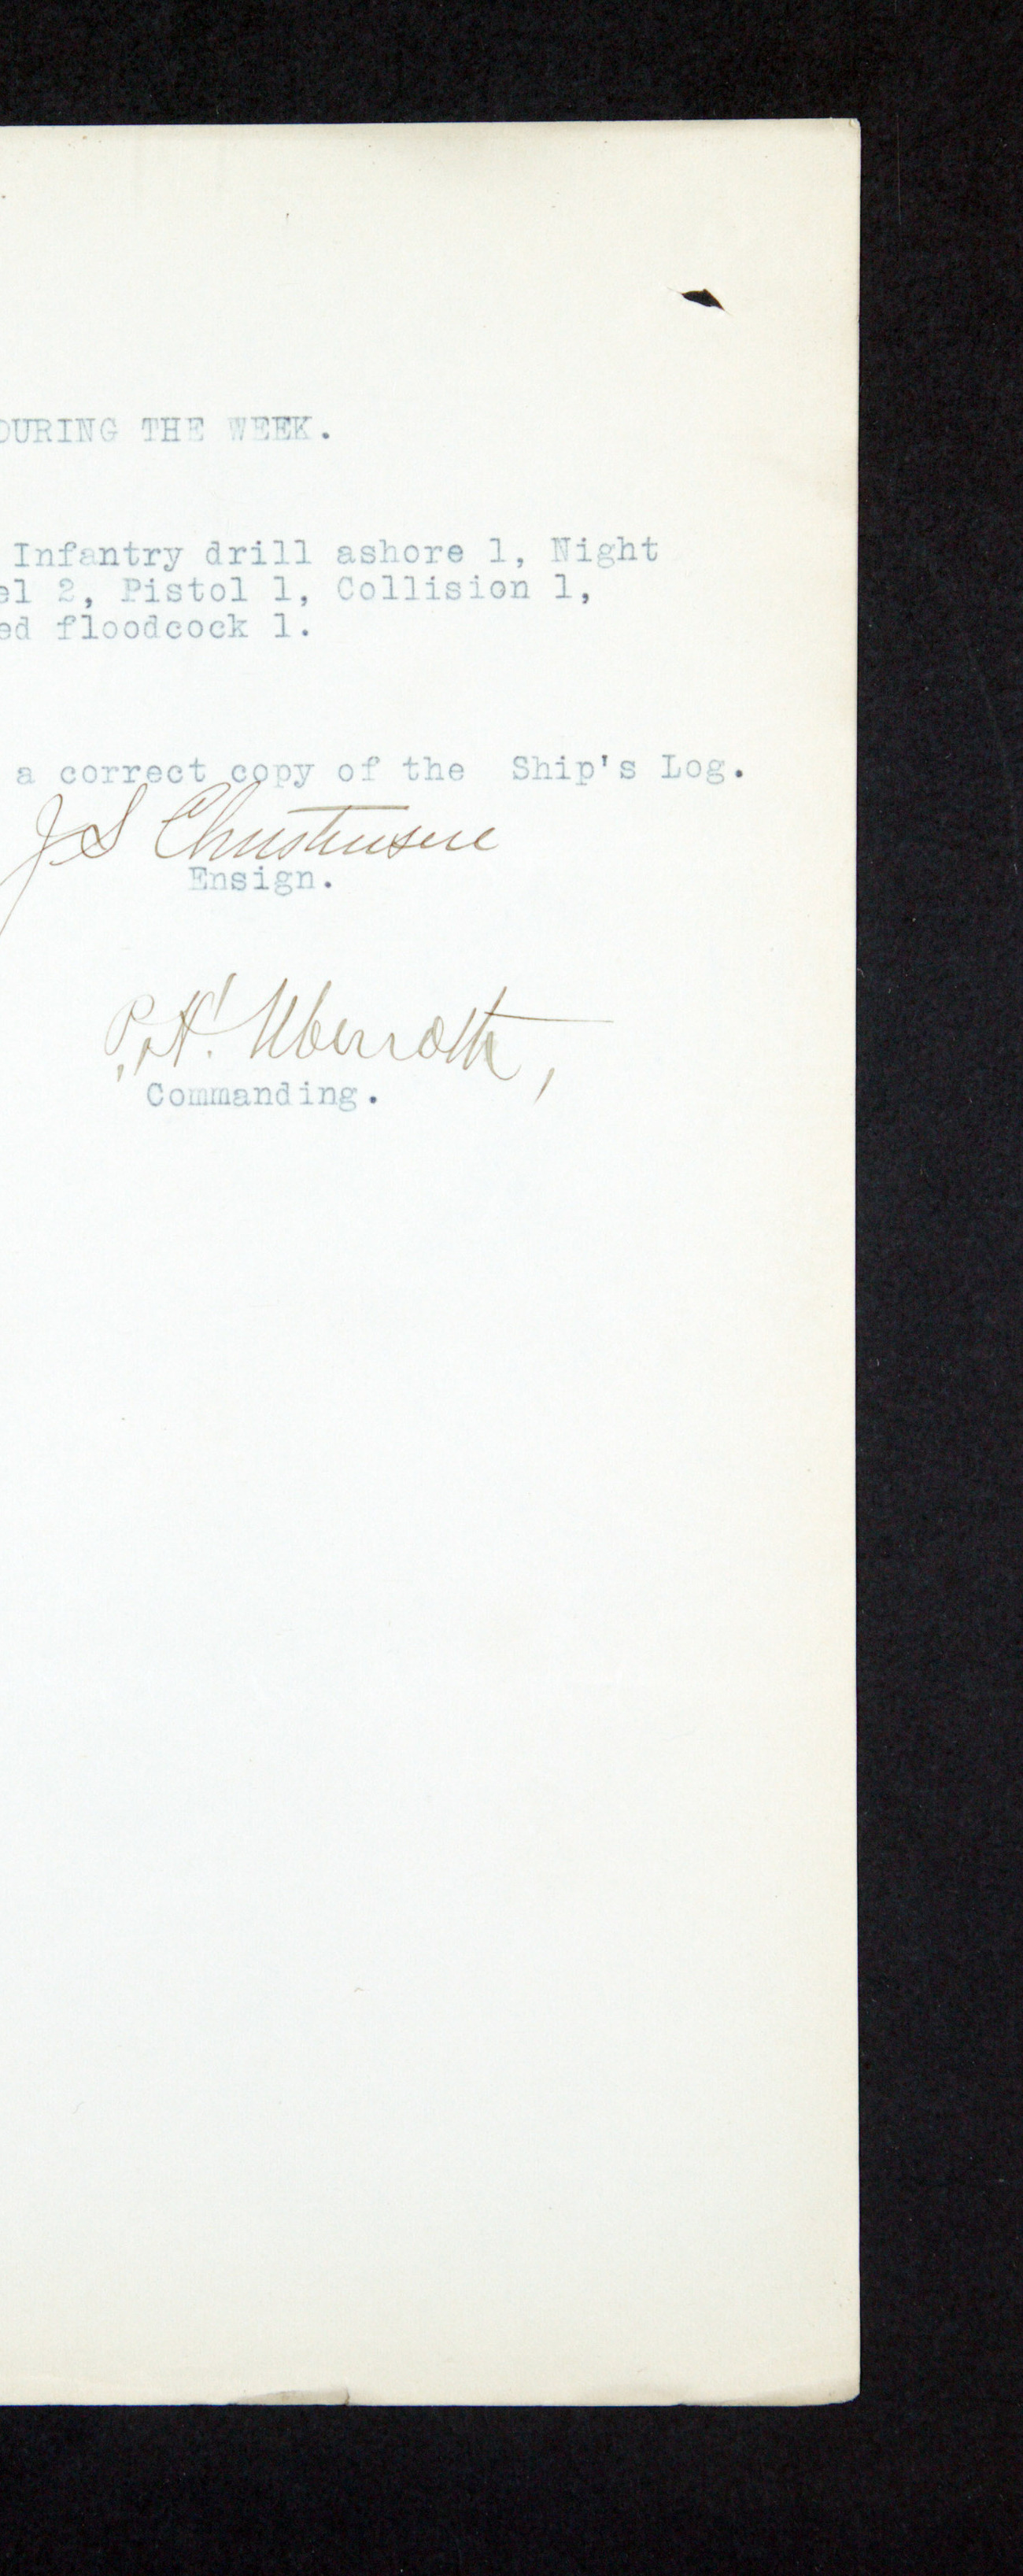 DURING THE WEEK.
Infantry drill ashore 1, Night
el 2, Pistol 1, Collision 1,
ed floodcock 1.
a correct copy of the Ship's Log.
J S Christensen
Ensign.
P. H. Uberroth,
Commanding.